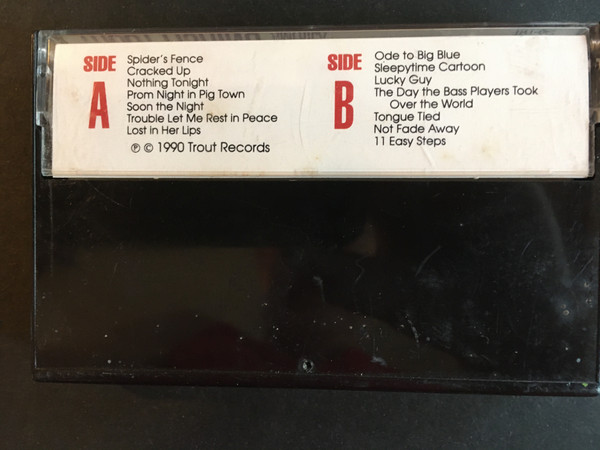 SIDE A
Spider's Fence
Cracked Up
Nothing Tonight
Prom Night in Pig Town
Soon the Night
Trouble Let Me Rest in Peace
Lost in Her Lips
℗ © 1990 Trout Records
SIDE B
Ode to Big Blue
Sleepytime Cartoon
Lucky Guy
The Day the Bass Players Took
Over the World
Tongue Tied
Not Fade Away
11 Easy Steps